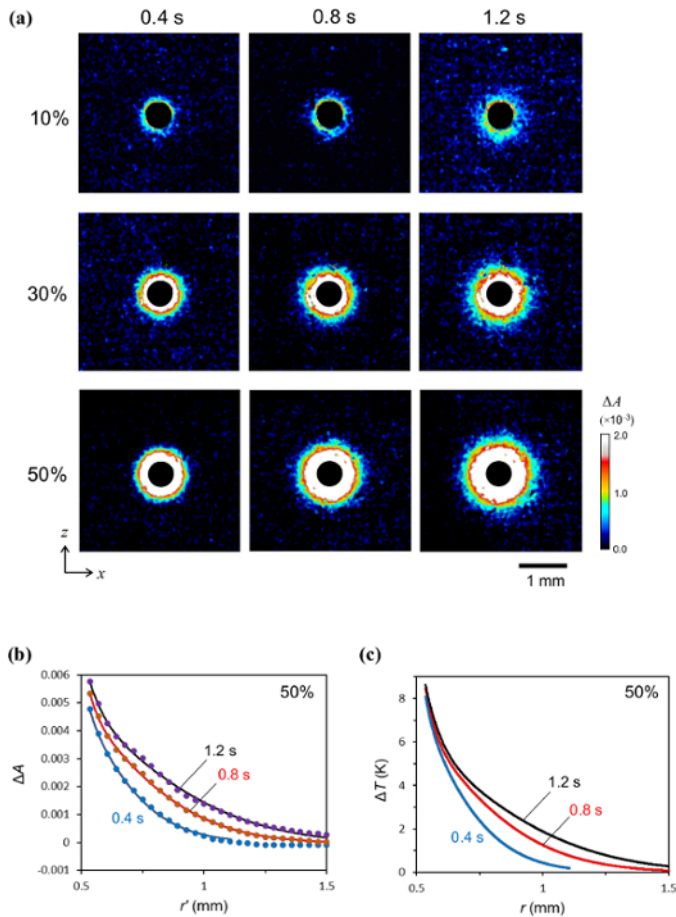 (a)
0.4 s 0.8 s 1.2 s
10%
30%
50%
ΔA
(×10⁻³)
2.0
1.0
0.0
z
x
1 mm
(b)
50%
0.006
0.005
0.004
0.003
0.002
0.001
0
-0.001
ΔA
1.2 s
0.8 s
0.4 s
0.5 1 1.5
r' (mm)
(c)
50%
8
6
4
2
0
ΔT (K)
1.2 s
0.8 s
0.4 s
0.5 1 1.5
r (mm)